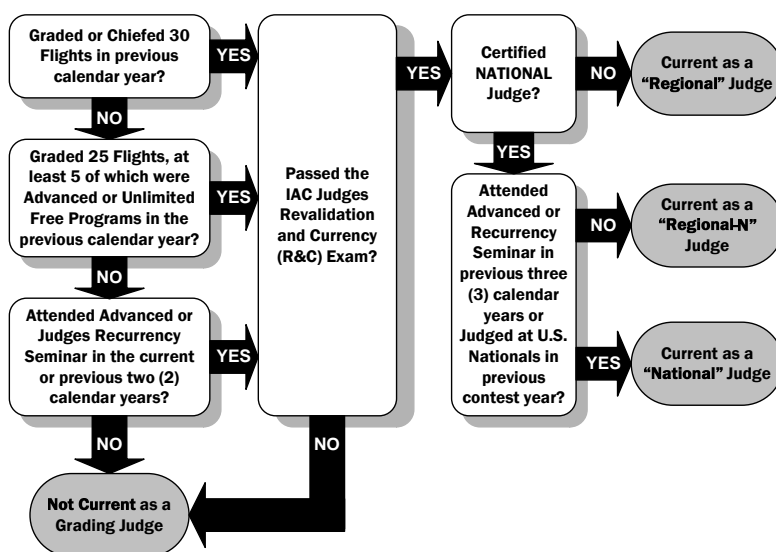 Graded or Chiefed 30
Flights in previous
calendar year?
YES
NO
Graded 25 Flights, at
least 5 of which were
Advanced or Unlimited
Free Programs in the
previous calendar year?
YES
NO
Attended Advanced or
Judges Recurrency
Seminar in the current
or previous two (2)
calendar years?
YES
NO
Not Current as a
Grading Judge
Passed the
IAC Judges
Revalidation
and Currency
(R&C) Exam?
NO
YES
Certified
NATIONAL
Judge?
NO
Current as a
“Regional” Judge
YES
Attended
Advanced or
Recurrency
Seminar in
previous three
(3) calendar
years or
Judged at U.S.
Nationals in
previous
contest year?
NO
Current as a
“Regional-N”
Judge
YES
Current as a
“National” Judge